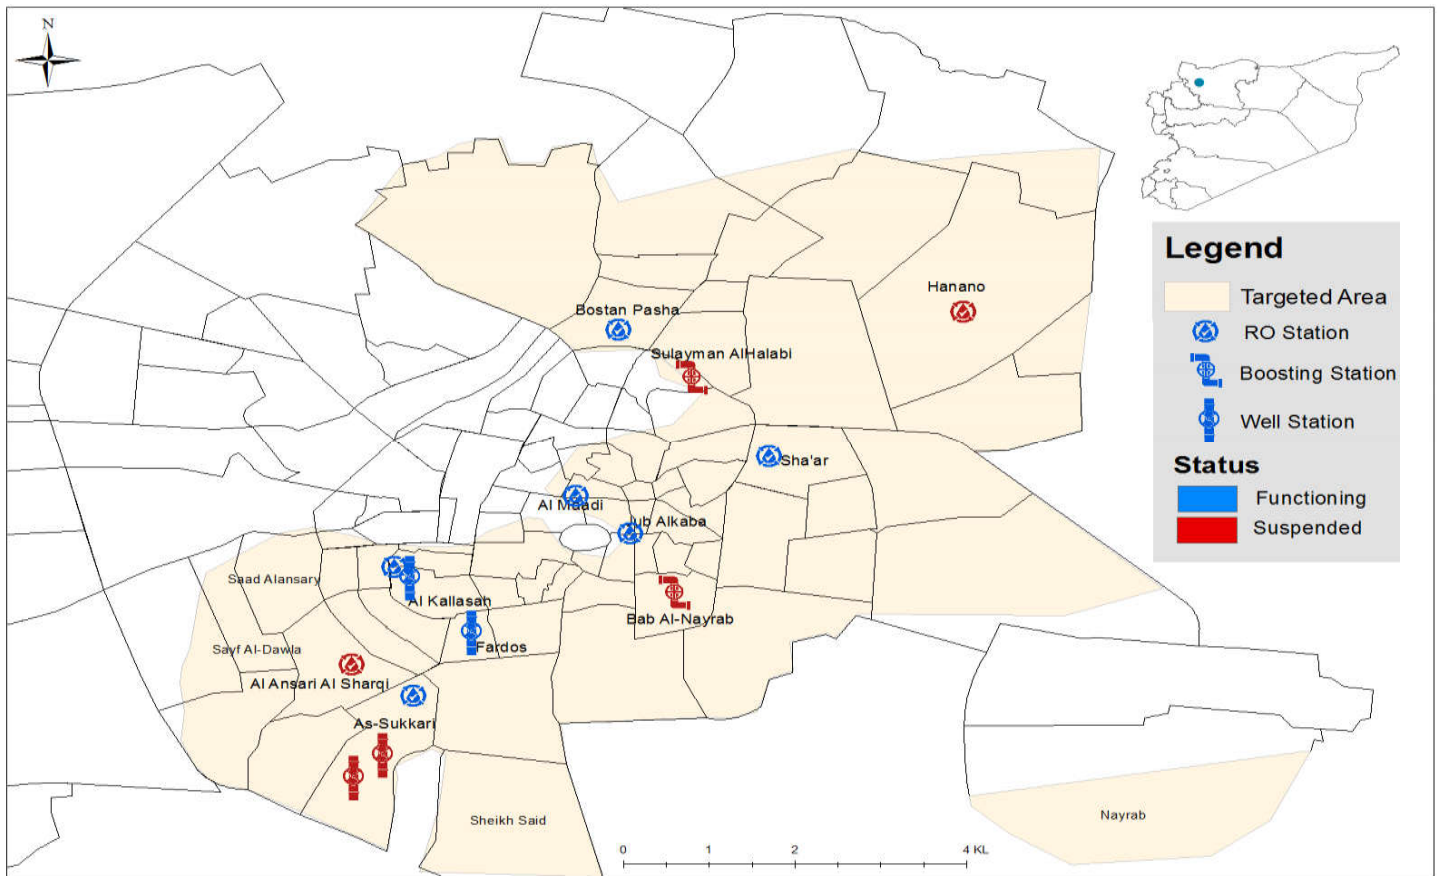 N
Hanano
Bostan Pasha
Sulayman AlHalabi
Sha'ar
Al Maadi
Jub Alkaba
Saad Alansary
Al Kallasah
Bab Al-Nayrab
Fardos
Sayf Al-Dawla
Al Ansari Al Sharqi
As-Sukkari
Sheikh Said
Nayrab
0 1 2 4 KL
Legend
Targeted Area
RO Station
Boosting Station
Well Station
Status
Functioning
Suspended